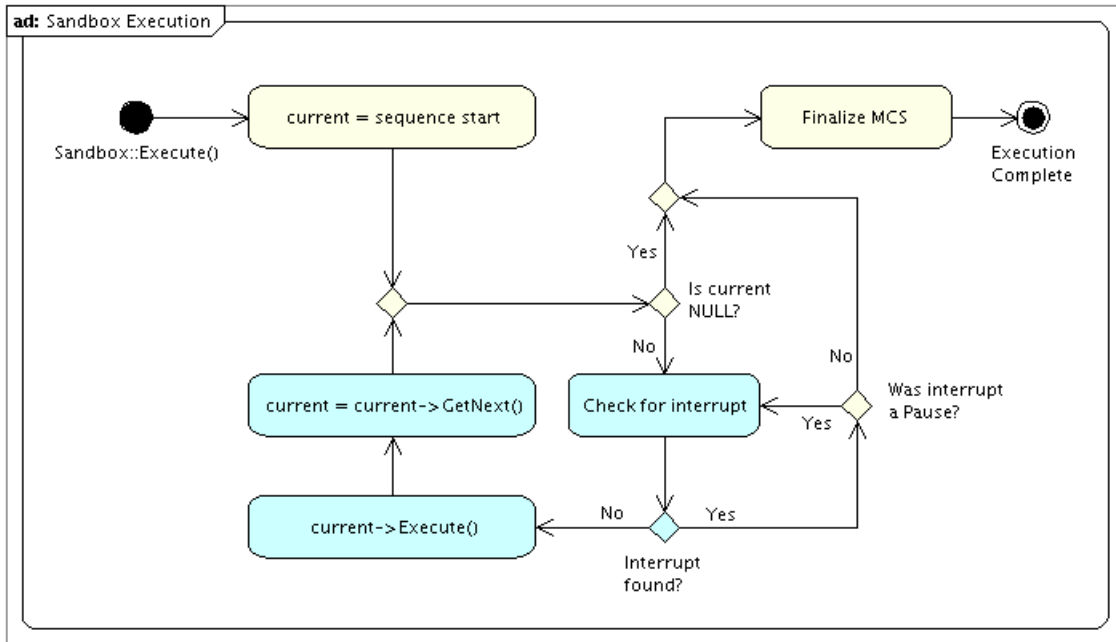 ad: Sandbox Execution
current = sequence start
Finalize MCS
Sandbox::Execute()
Execution
Complete
Yes
Is current
NULL?
No
No
current = current->GetNext()
Check for interrupt
Was interrupt
a Pause?
Yes
current->Execute()
No
Yes
Interrupt
found?